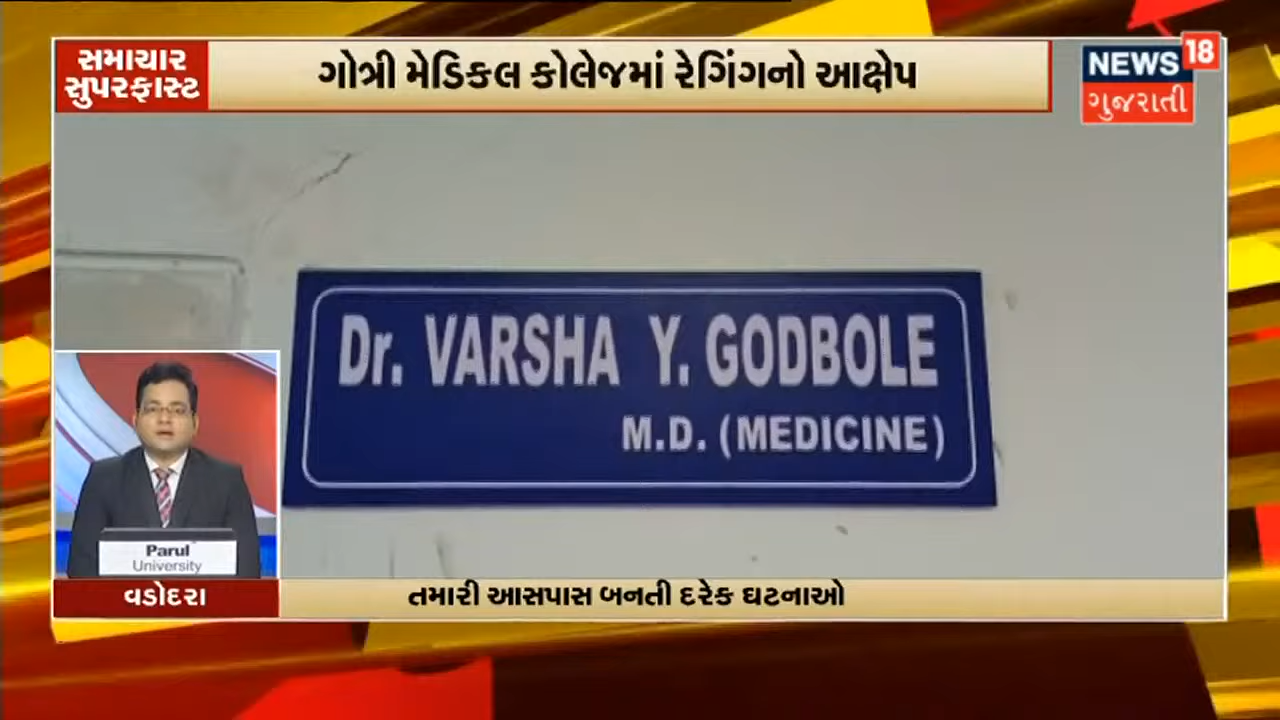 સમાચાર
સુપરફાસ્ટ
ગોત્રી મેડિકલ કોલેજમાં રેગિંગનો આક્ષેપ
NEWS 18
ગુજરાતી
Dr. VARSHA Y. GODBOLE
M.D. (MEDICINE)
Parul
University
વડોદરા
તમારી આસપાસ બનતી દરેક ઘટનાઓ